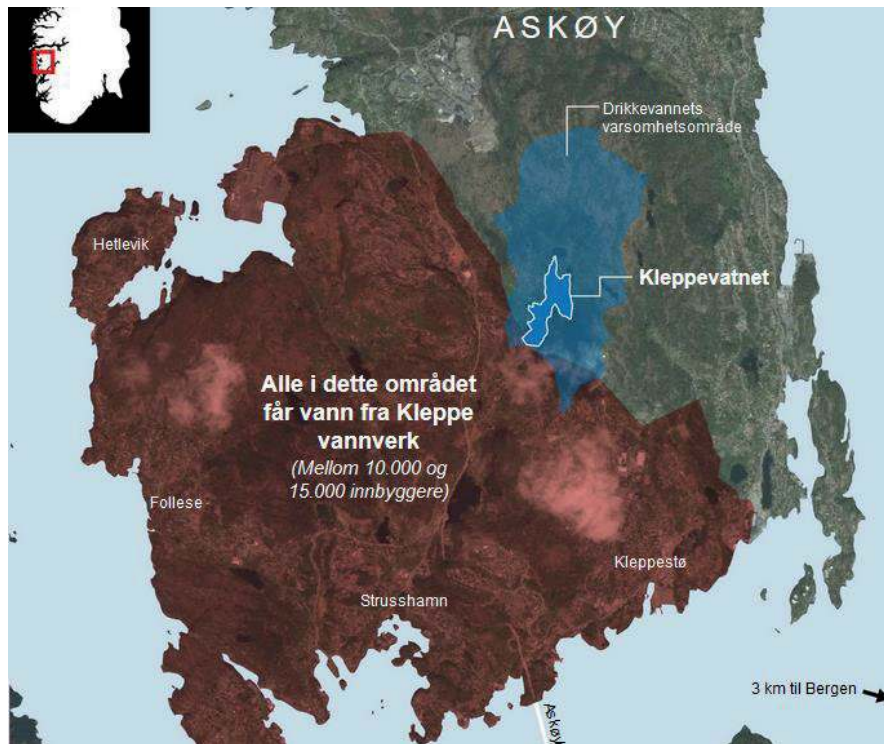 ASKØY
Drikkevannets
varsomhetsområde
Hetlevik
Kleppevatnet
Alle i dette området
får vann fra Kleppe
vannverk
(Mellom 10.000 og
15.000 innbyggere)
Follese
Kleppestø
Strusshamn
3 km til Bergen
Askøy